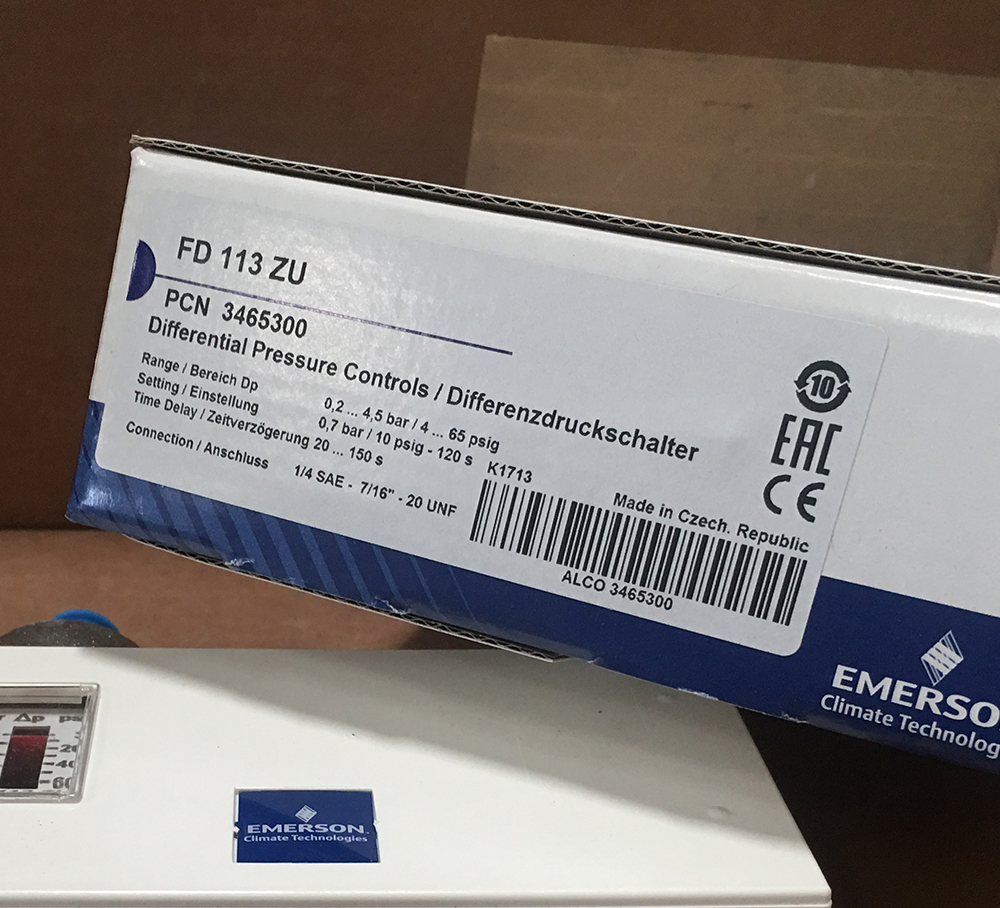 FD 113 ZU
PCN 3465300
Differential Pressure Controls / Differenzdruckschalter
Range / Bereich Dp 0,2 ... 4,5 bar / 4 ... 65 psig
Setting / Einstellung 0,7 bar / 10 psig - 120 s
Time Delay / Zeitverzögerung 20 ... 150 s
Connection / Anschluss 1/4 SAE - 7/16" - 20 UNF
K1713
Made in Czech. Republic
ALCO 3465300
10
EAC
CE
EMERSO
Climate Technolog
Δp
EMERSON
Climate Technologies